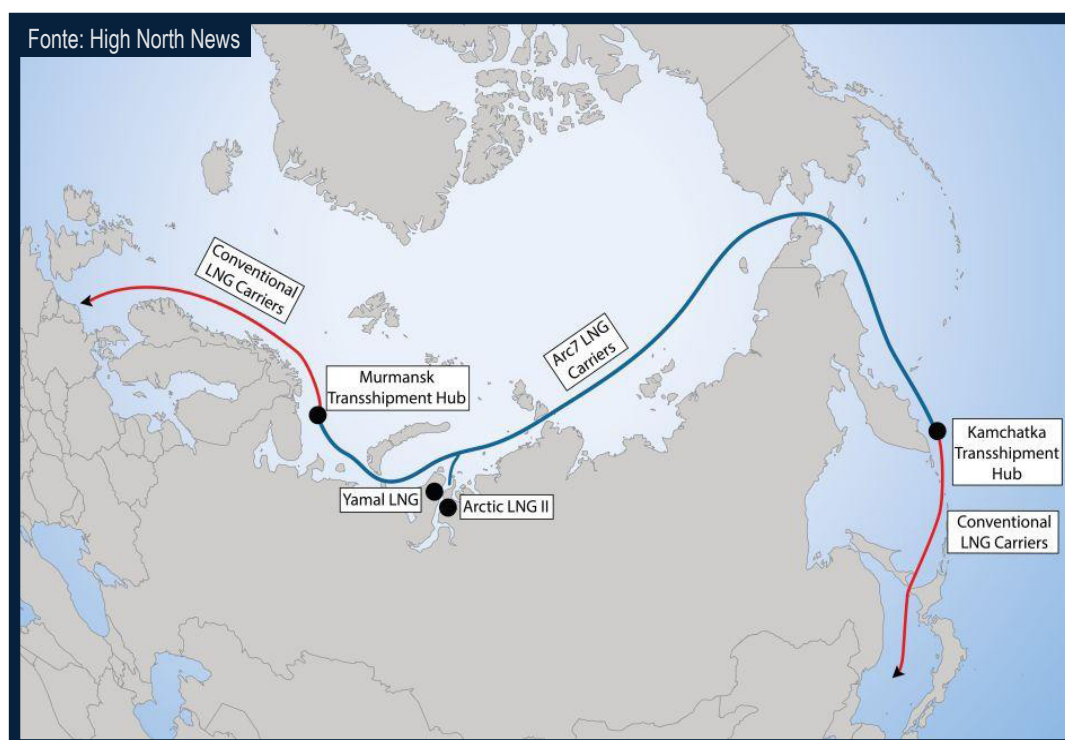 Fonte: High North News
Conventional
LNG Carriers
Murmansk
Transshipment Hub
Arc7 LNG
Carriers
Yamal LNG
Arctic LNG II
Kamchatka
Transshipment
Hub
Conventional
LNG Carriers